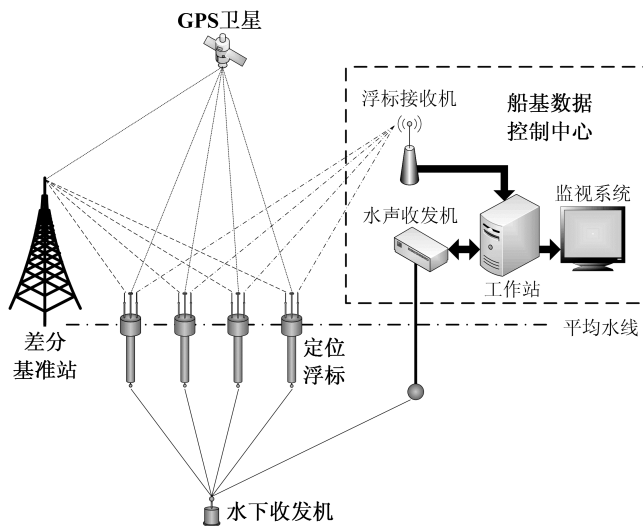 GPS卫星
浮标接收机
船基数据
控制中心
水声收发机
监视系统
工作站
平均水线
差分
基准站
定位
浮标
水下收发机